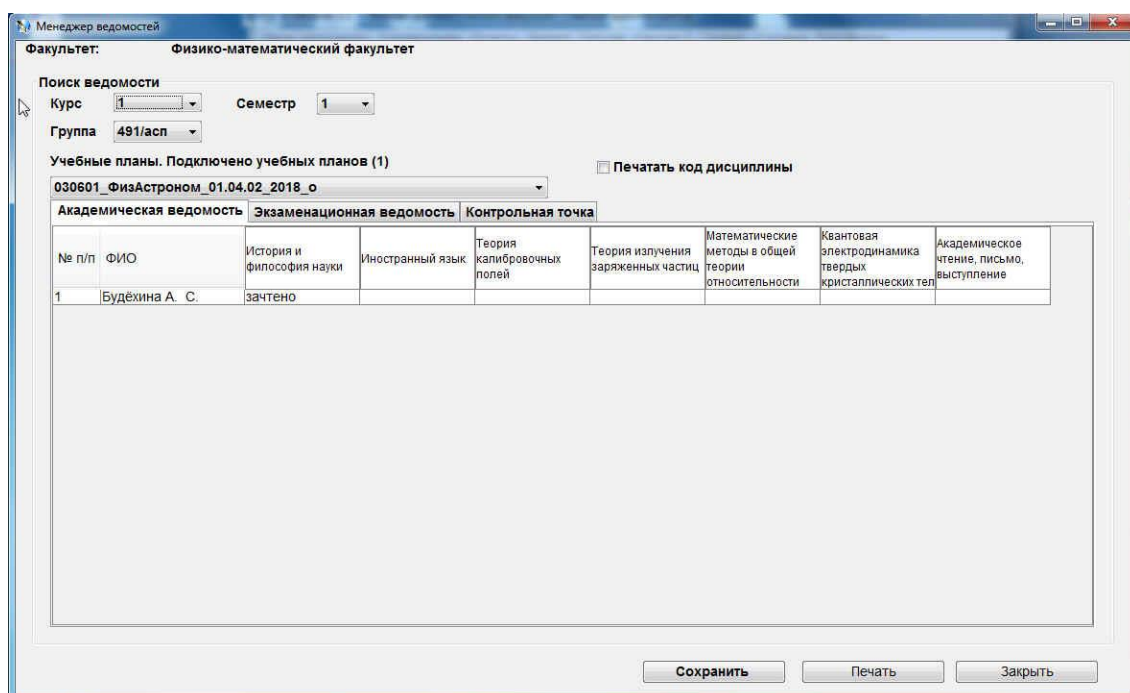 Менеджер ведомостей
Факультет: Физико-математический факультет
Поиск ведомости
Курс 1 Семестр 1
Группа 491/асп
Учебные планы. Подключено учебных планов (1)
Печатать код дисциплины
030601_ФизАстроном_01.04.02_2018_о
Академическая ведомость Экзаменационная ведомость Контрольная точка
№ п/п
ФИО
История и
философия науки
Иностранный язык
Теория
калибровочных
полей
Теория излучения
заряженных частиц
Математические
методы в общей
теории
относительности
Квантовая
электродинамика
твердых
кристаллических тел
Академическое
чтение, письмо,
выступление
1 Будёхина А. С. зачтено
Сохранить Печать Закрыть